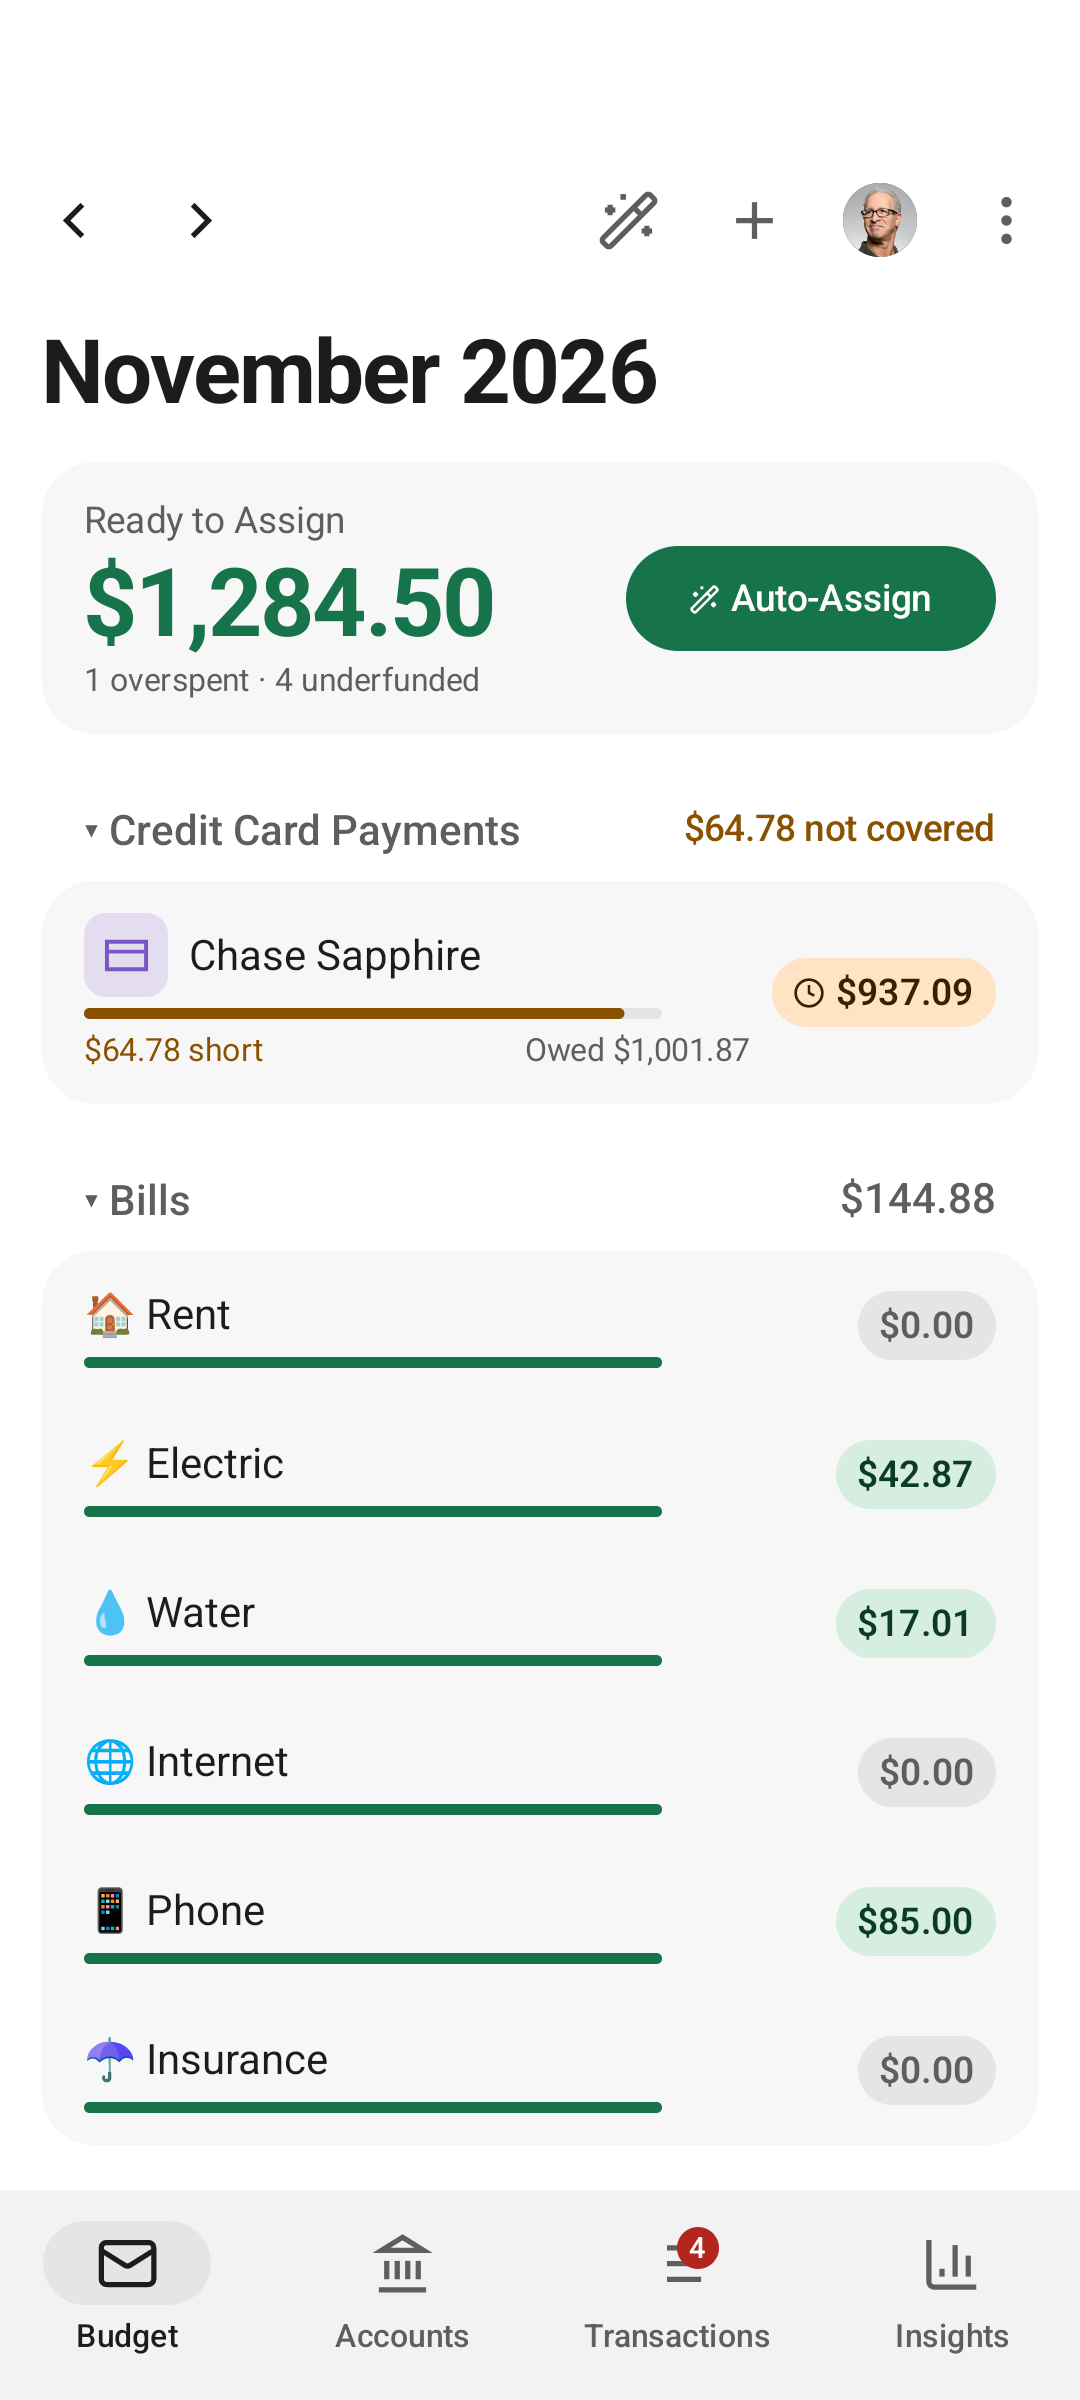 November 2026
Ready to Assign
$1,284.50
Auto-Assign
1 overspent · 4 underfunded
Credit Card Payments
$64.78 not covered
Chase Sapphire
$937.09
$64.78 short
Owed $1,001.87
Bills
$144.88
Rent
$0.00
Electric
$42.87
Water
$17.01
Internet
$0.00
Phone
$85.00
Insurance
$0.00
4
Budget
Accounts
Transactions
Insights